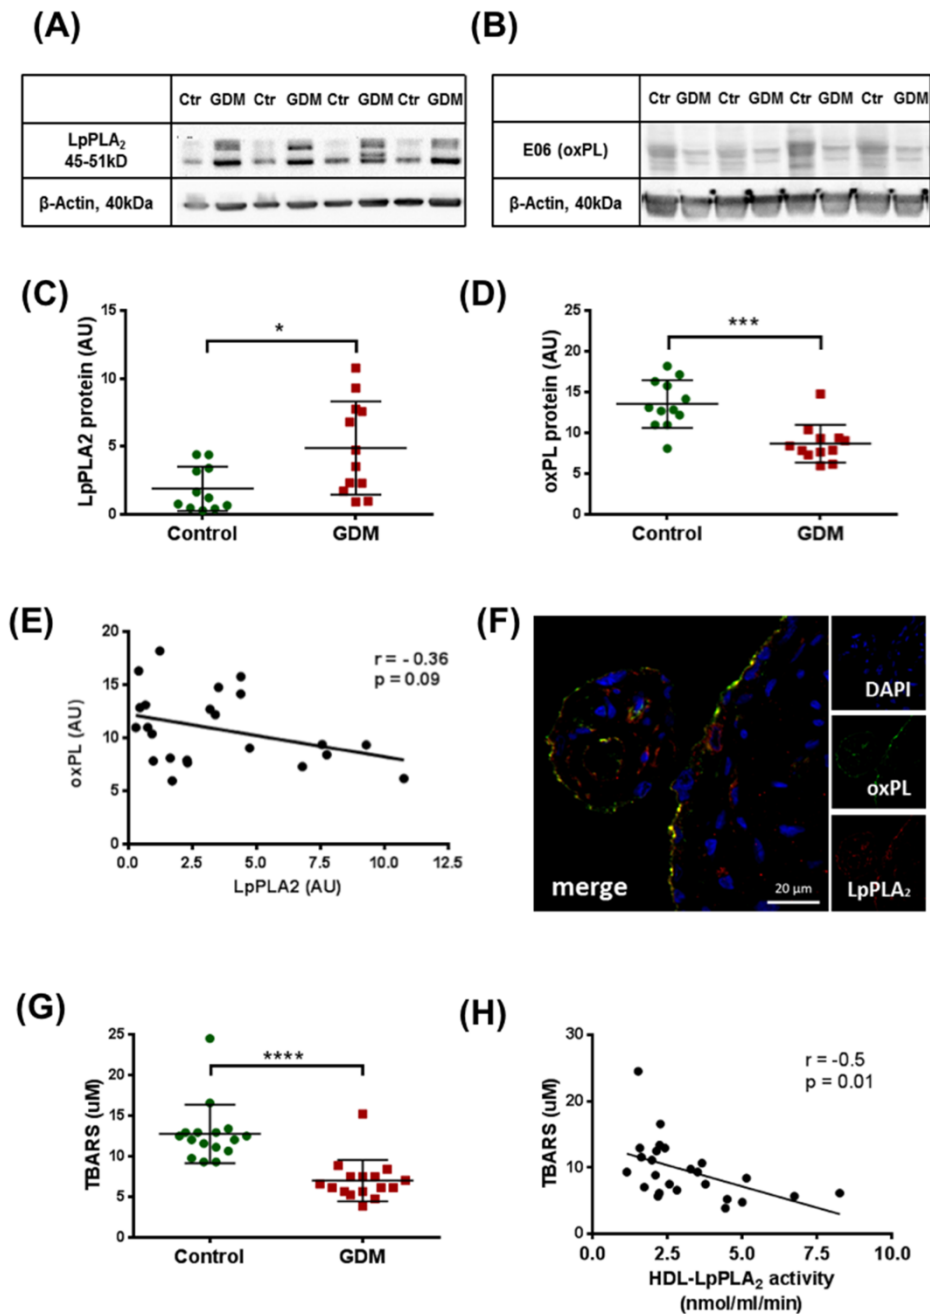 (A)
Ctr GDM Ctr GDM Ctr GDM Ctr GDM
LpPLA₂
45-51kD
β-Actin, 40kDa
(B)
Ctr GDM Ctr GDM Ctr GDM Ctr GDM
E06 (oxPL)
β-Actin, 40kDa
(C)
LpPLA2 protein (AU)
15
10
5
0
*
Control GDM
(D)
oxPL protein (AU)
25
20
15
10
5
0
***
Control GDM
(E)
oxPL (AU)
20
15
10
5
0
r = - 0.36
p = 0.09
0.0 2.5 5.0 7.5 10.0 12.5
LpPLA2 (AU)
(F)
merge
20 µm
DAPI
oxPL
LpPLA₂
(G)
TBARS (uM)
25
20
15
10
5
0
****
Control GDM
(H)
TBARS (uM)
30
20
10
0
r = -0.5
p = 0.01
0.0 2.5 5.0 7.5 10.0
HDL-LpPLA₂ activity
(nmol/ml/min)